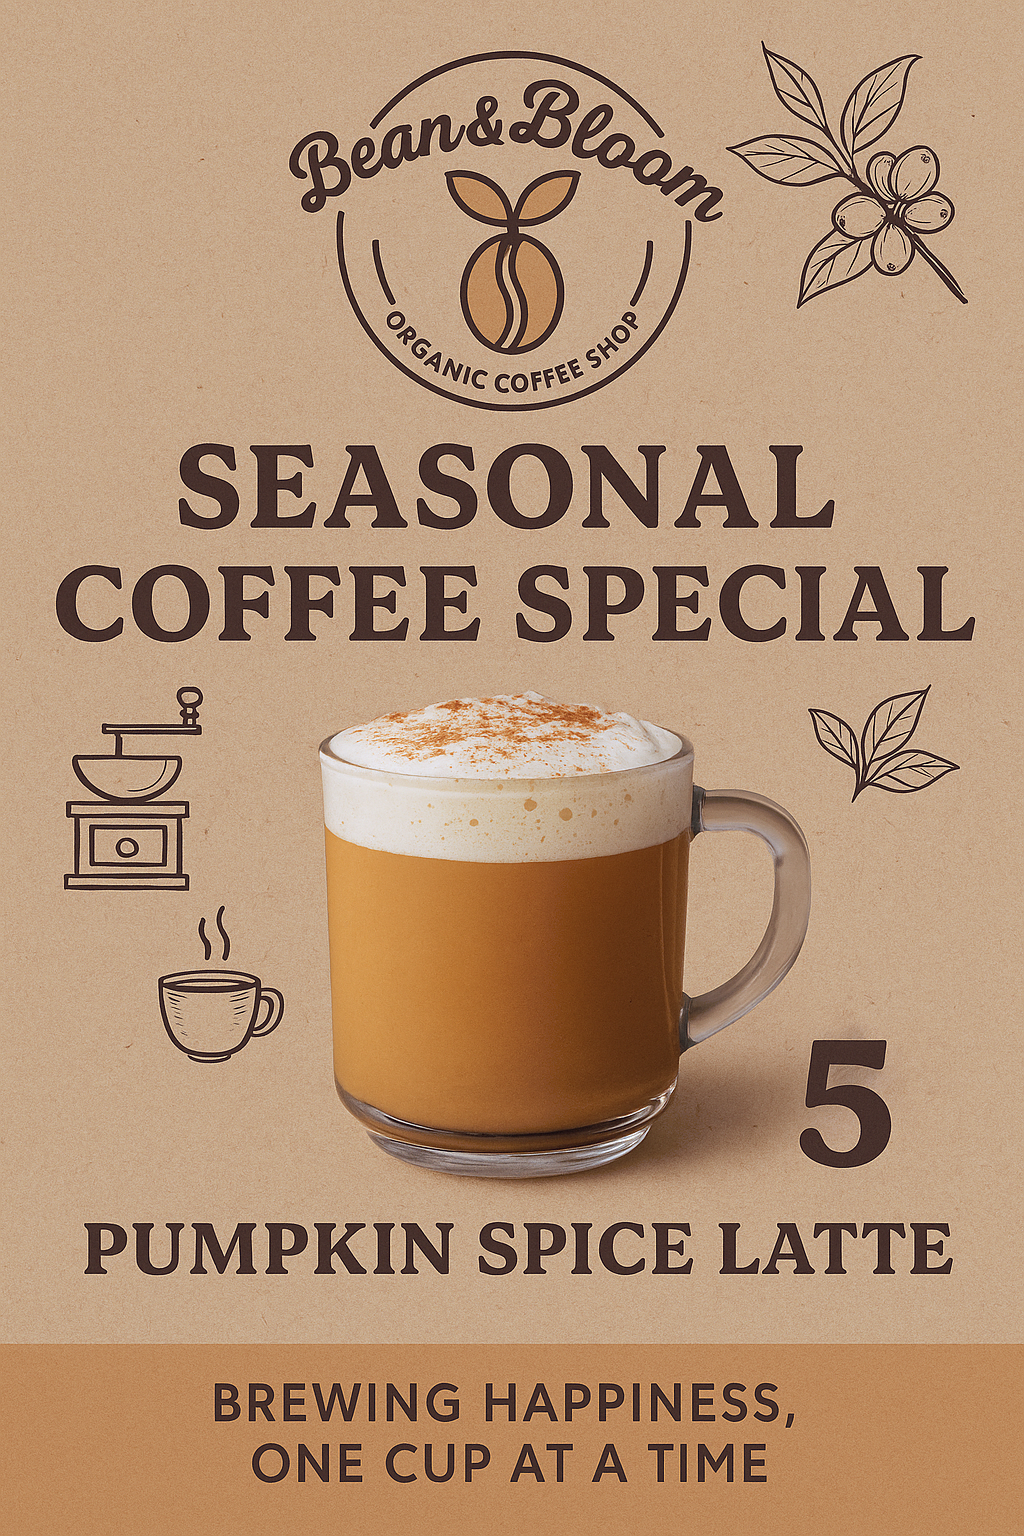 Bean & Bloom
ORGANIC COFFEE SHOP
SEASONAL
COFFEE SPECIAL
5
PUMPKIN SPICE LATTE
BREWING HAPPINESS,
ONE CUP AT A TIME